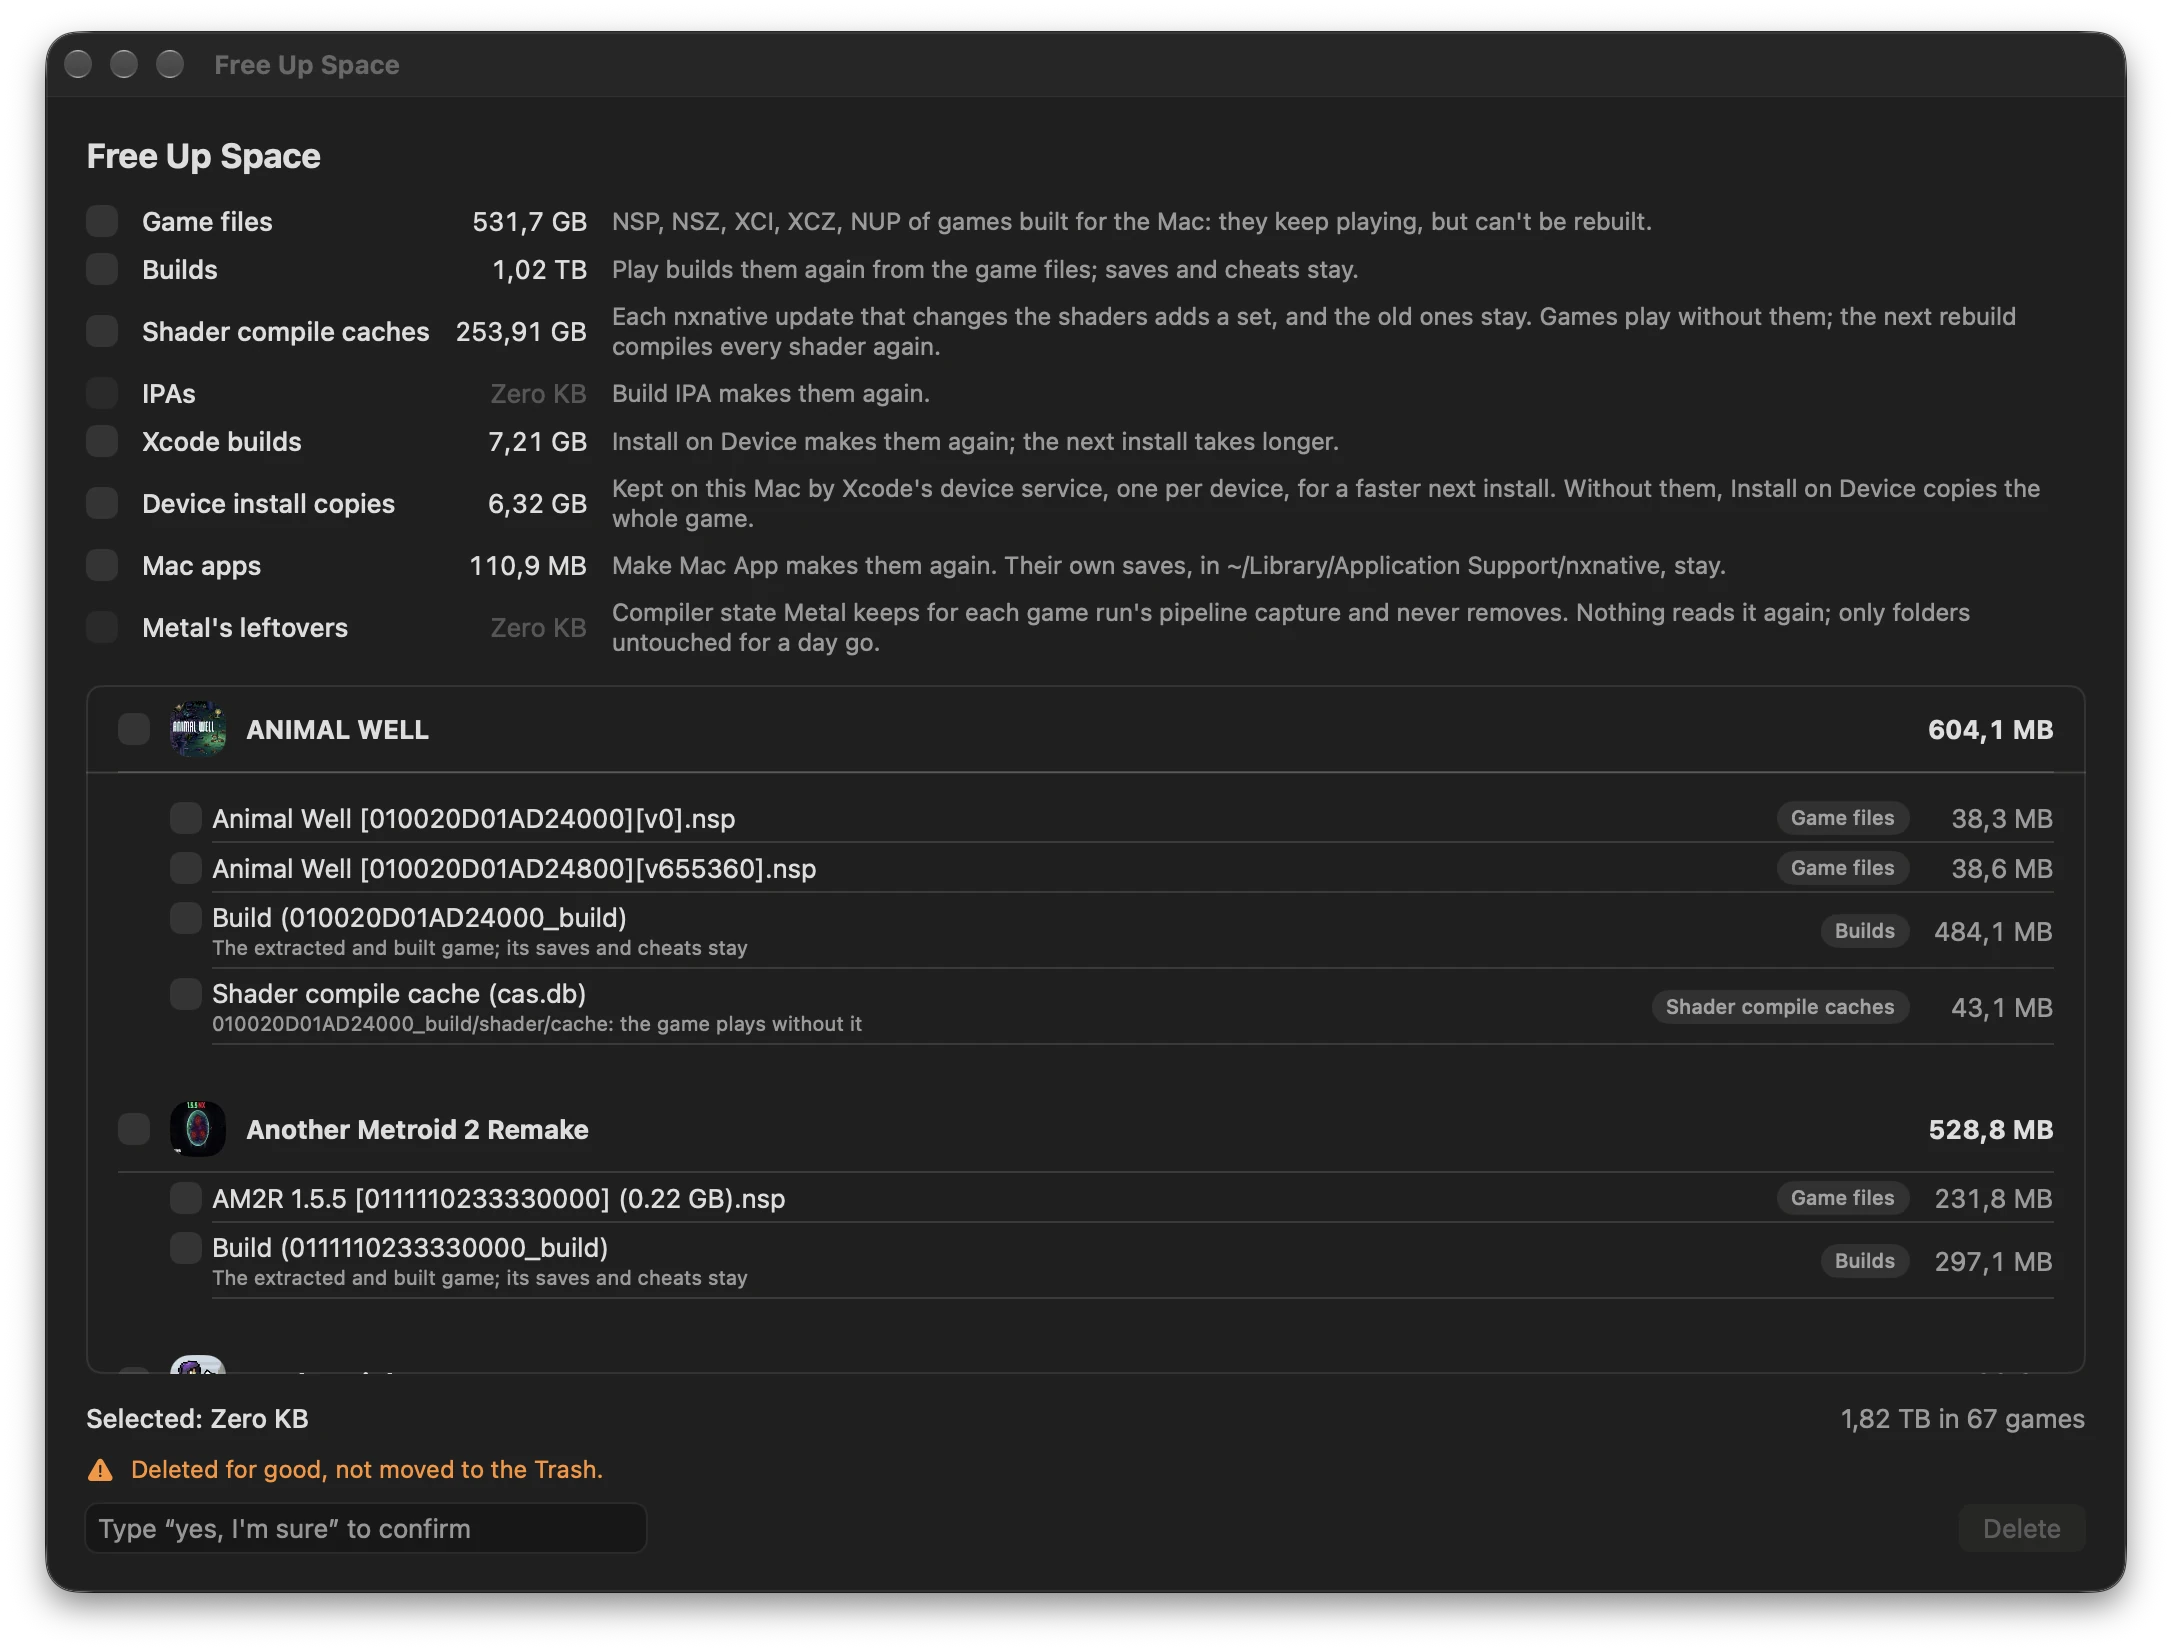 Free Up Space
Free Up Space
Game files 531,7 GB NSP, NSZ, XCI, XCZ, NUP of games built for the Mac: they keep playing, but can't be rebuilt.
Builds 1,02 TB Play builds them again from the game files; saves and cheats stay.
Shader compile caches 253,91 GB Each nxnative update that changes the shaders adds a set, and the old ones stay. Games play without them; the next rebuild
compiles every shader again.
IPAs Zero KB Build IPA makes them again.
Xcode builds 7,21 GB Install on Device makes them again; the next install takes longer.
Device install copies 6,32 GB Kept on this Mac by Xcode's device service, one per device, for a faster next install. Without them, Install on Device copies the
whole game.
Mac apps 110,9 MB Make Mac App makes them again. Their own saves, in ~/Library/Application Support/nxnative, stay.
Metal's leftovers Zero KB Compiler state Metal keeps for each game run's pipeline capture and never removes. Nothing reads it again; only folders
untouched for a day go.
ANIMAL WELL ANIMAL WELL 604,1 MB
Animal Well [010020D01AD24000][v0].nsp Game files 38,3 MB
Animal Well [010020D01AD24800][v655360].nsp Game files 38,6 MB
Build (010020D01AD24000_build) Builds 484,1 MB
The extracted and built game; its saves and cheats stay
Shader compile cache (cas.db) Shader compile caches 43,1 MB
010020D01AD24000_build/shader/cache: the game plays without it
Another Metroid 2 Remake 528,8 MB
AM2R 1.5.5 [0111110233330000] (0.22 GB).nsp Game files 231,8 MB
Build (0111110233330000_build) Builds 297,1 MB
The extracted and built game; its saves and cheats stay
Selected: Zero KB 1,82 TB in 67 games
Deleted for good, not moved to the Trash.
Type “yes, I'm sure” to confirm Delete